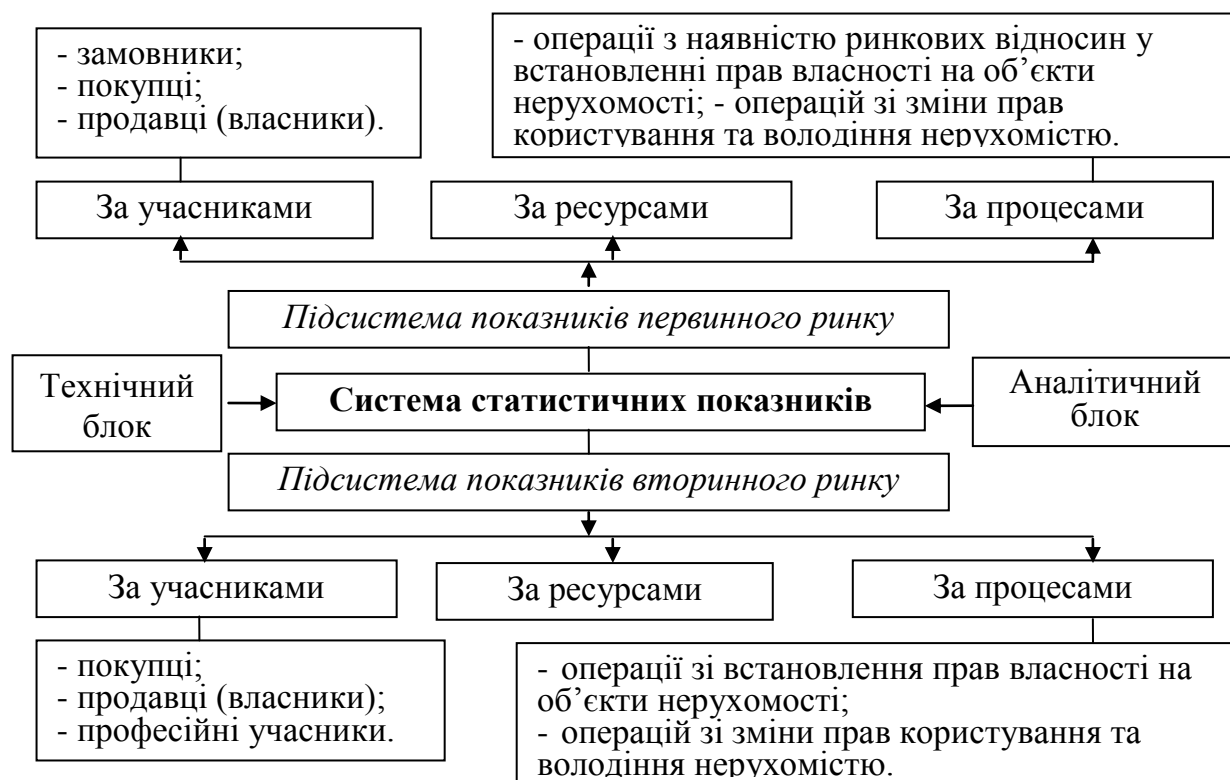 - замовники;
- покупці;
- продавці (власники).
- операції з наявністю ринкових відносин у
встановленні прав власності на об’єкти
нерухомості; - операцій зі зміни прав
користування та володіння нерухомістю.
За учасниками
За ресурсами
За процесами
Підсистема показників первинного ринку
Технічний
блок
Система статистичних показників
Аналітичний
блок
Підсистема показників вторинного ринку
За учасниками
За ресурсами
За процесами
- покупці;
- продавці (власники);
- професійні учасники.
- операції зі встановлення прав власності на
об’єкти нерухомості;
- операцій зі зміни прав користування та
володіння нерухомістю.